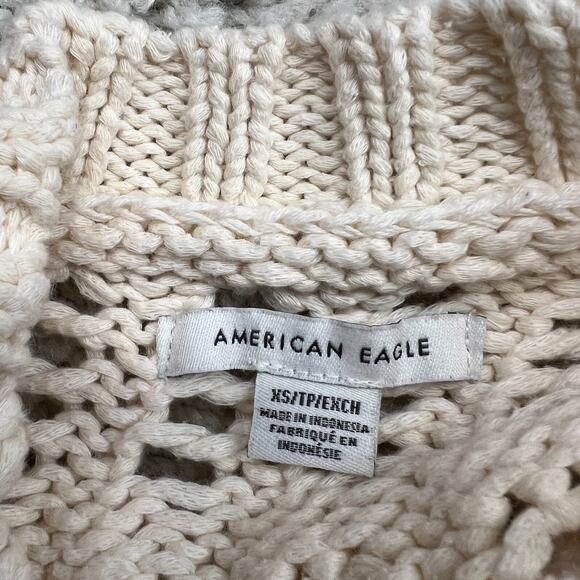 AMERICAN EAGLE
XS/TP/EXCH
MADE IN INDONESIA
FABRIQUÉ EN
INDONÉSIE